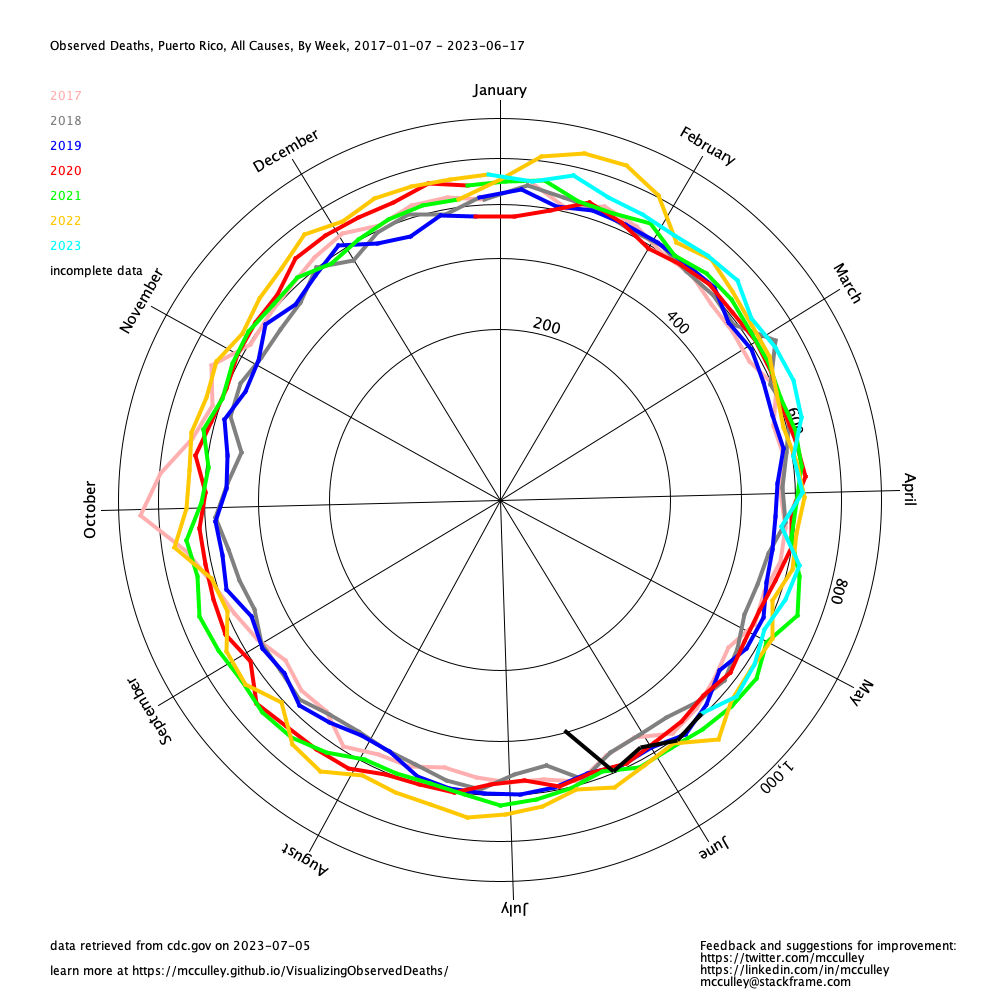 Observed Deaths, Puerto Rico, All Causes, By Week, 2017-01-07 - 2023-06-17
2017
2018
2019
2020
2021
2022
2023
incomplete data
January
February
March
April
May
June
July
August
September
October
November
December
200
400
600
800
1,000
data retrieved from cdc.gov on 2023-07-05
learn more at https://mcculley.github.io/VisualizingObservedDeaths/
Feedback and suggestions for improvement:
https://twitter.com/mcculley
https://linkedin.com/in/mcculley
mcculley@stackframe.com